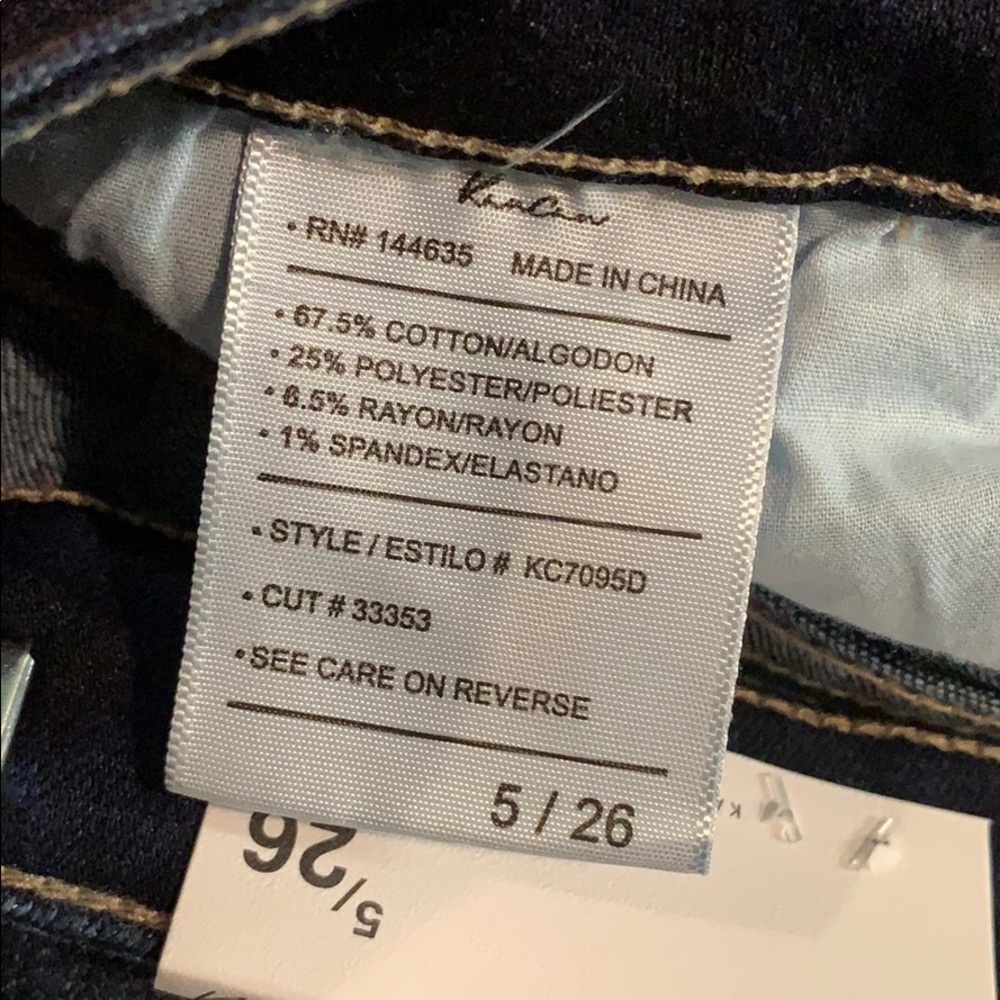 KanCan
• RN# 144635 MADE IN CHINA
• 67.5% COTTON/ALGODON
• 25% POLYESTER/POLIESTER
• 6.5% RAYON/RAYON
• 1% SPANDEX/ELASTANO
• STYLE / ESTILO # KC7095D
• CUT # 33353
• SEE CARE ON REVERSE
5 / 26
5/26